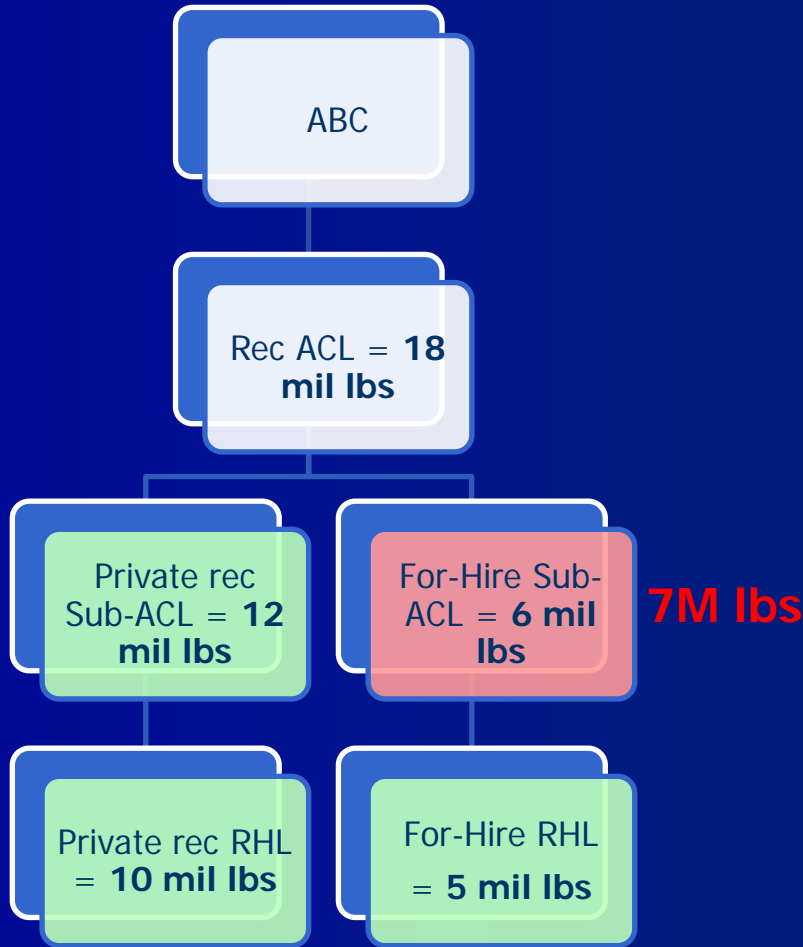 ABC
Rec ACL = 18
mil lbs
Private rec
Sub-ACL = 12
mil lbs
For-Hire Sub-
ACL = 6 mil
lbs
7M lbs
Private rec RHL
= 10 mil lbs
For-Hire RHL
= 5 mil lbs